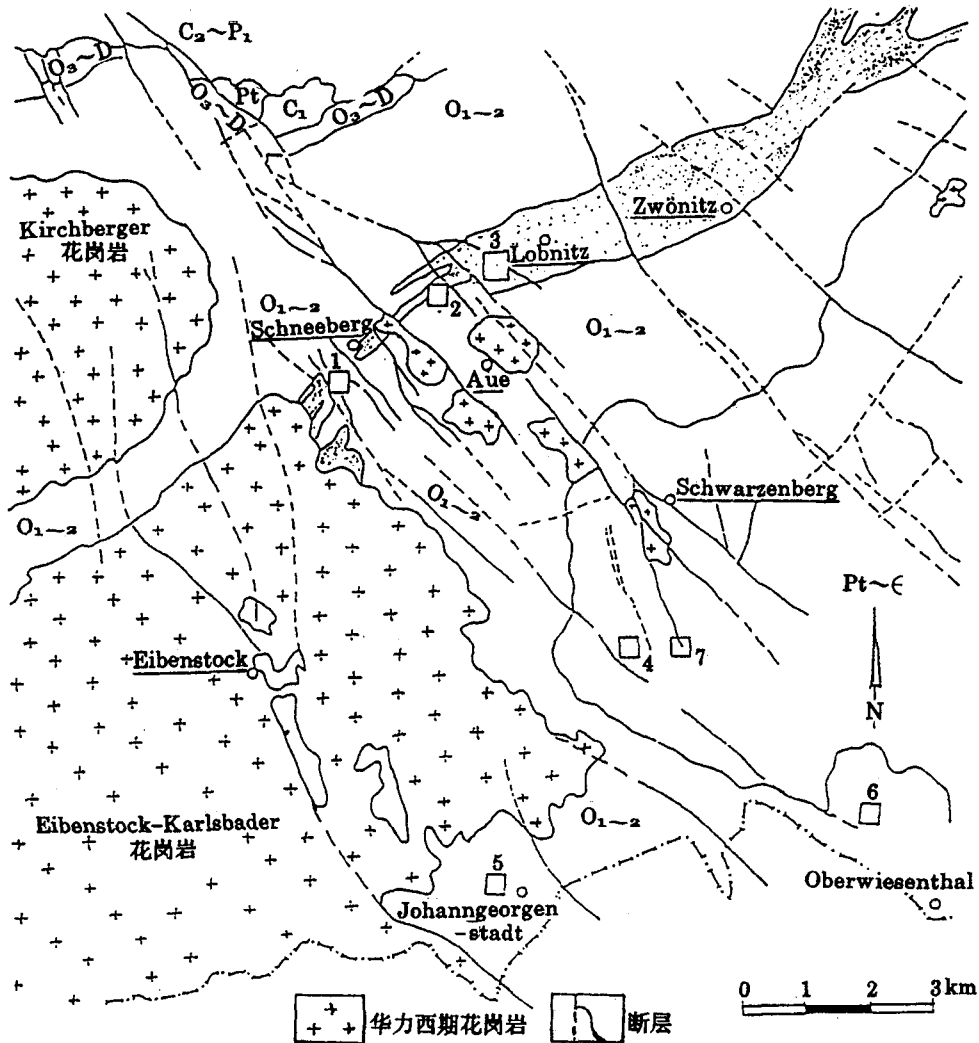 C₂~P₁
O₃~D
Pt
C₁
O₃~D
O₃~D
O₁~₂
Kirchberger
花岗岩
Zwönitz
3
Lobnitz
2
O₁~₂
Schneeberg
O₁~₂
1
Aue
O₁~₂
Schwarzenberg
O₁~₂
Pt~ϵ
4
7
Eibenstock
N
6
Eibenstock-Karlsbader
花岗岩
O₁~₂
5
Oberwiesenthal
Johanngeorgen
-stadt
0 1 2 3 km
华力西期花岗岩
断层